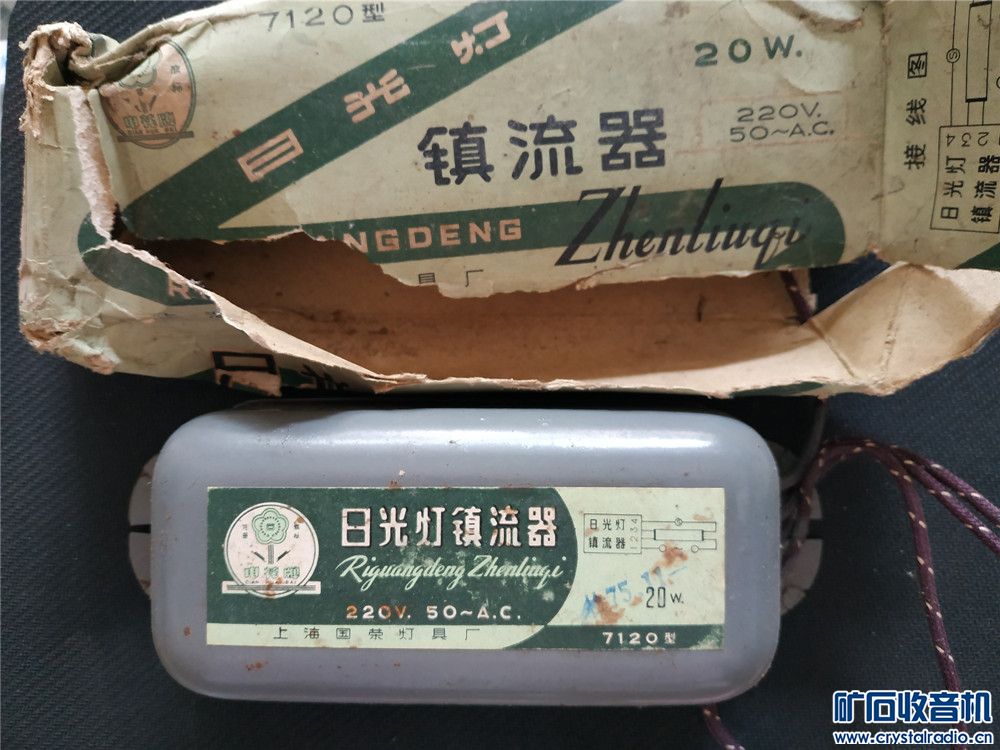 7120型
日光灯
20W.
镇流器
220V.
50~A.C.
NGDENG
Zhenliuqi
具厂
接线图
日光灯
镇流器
日光灯镇流器
Riguangdeng Zhenliuqi
220V. 50~A.C.
上海国荣灯具厂
日光灯
镇流器
1234
20W.
7120型
矿石收音机
www.crystalradio.cn